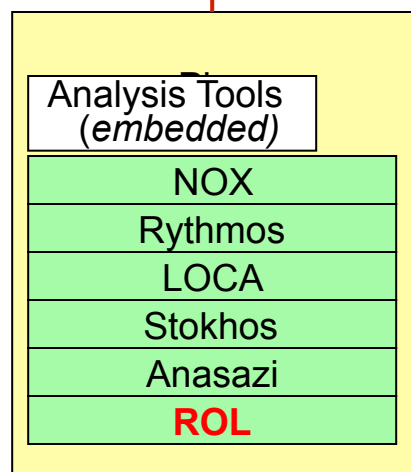 Analysis Tools
(embedded)
NOX
Rythmos
LOCA
Stokhos
Anasazi
ROL